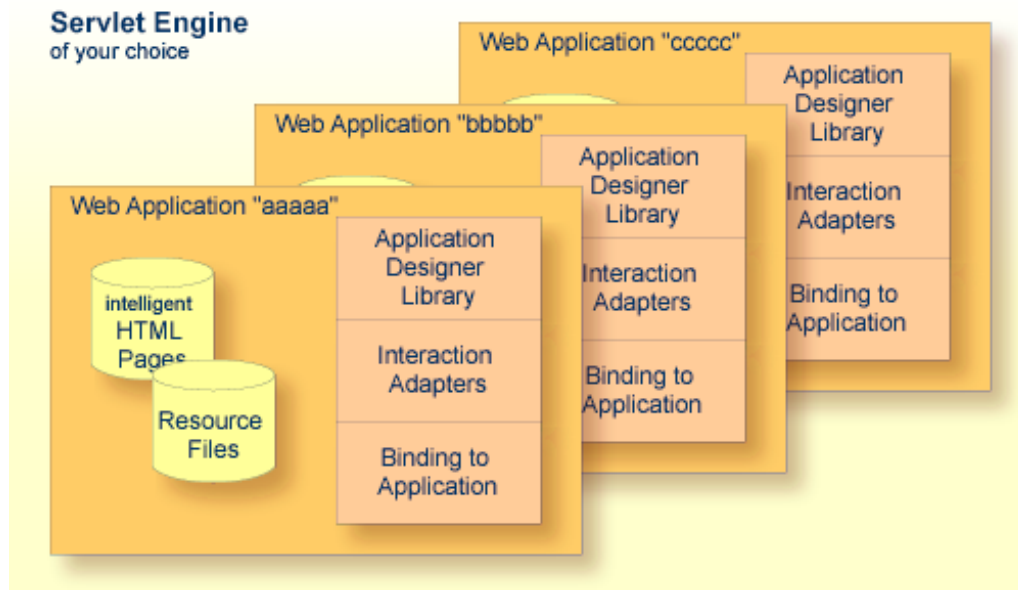 Servlet Engine
of your choice
Web Application "ccccc"
Application
Designer
Library
Interaction
Adapters
Binding to
Application
Web Application "bbbbb"
Application
Designer
Library
Interaction
Adapters
Binding to
Application
Web Application "aaaaa"
intelligent
HTML
Pages
Resource
Files
Application
Designer
Library
Interaction
Adapters
Binding to
Application